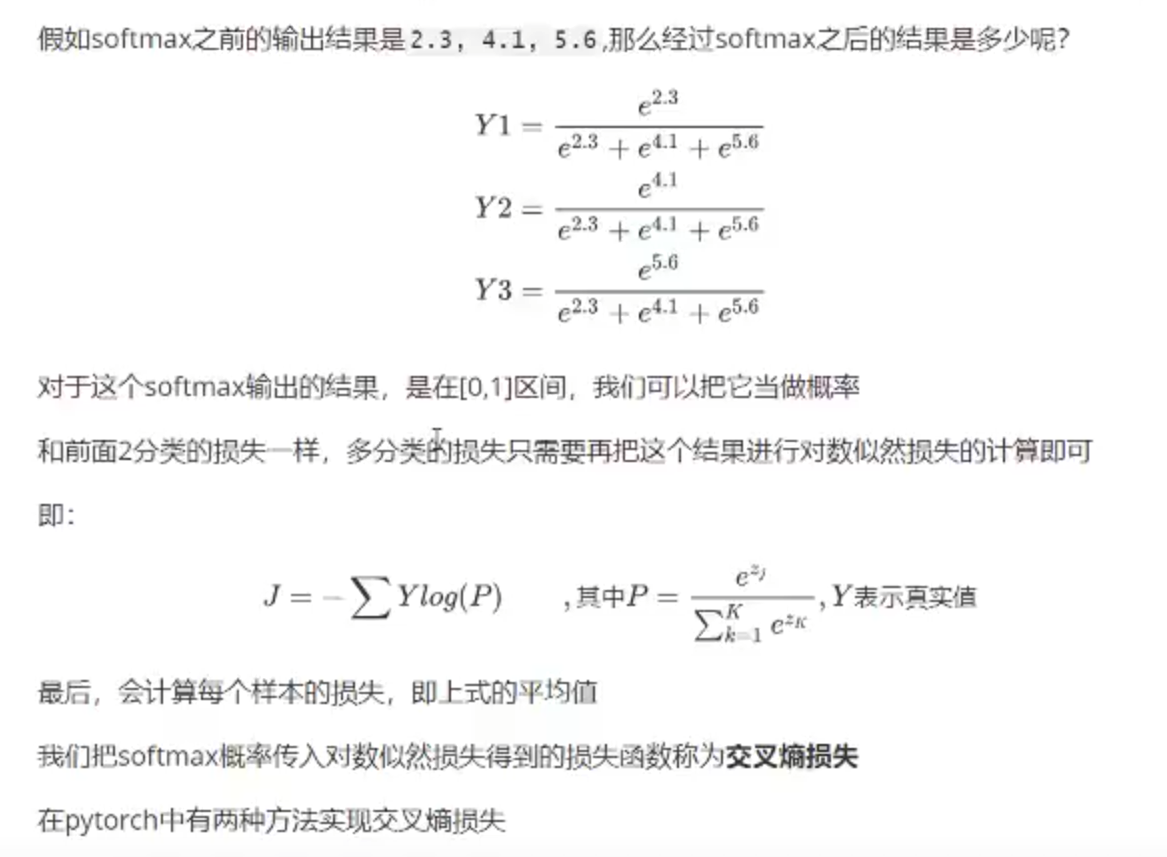 假如softmax之前的输出结果是2.3, 4.1, 5.6,那么经过softmax之后的结果是多少呢?
Y1 = \frac{e^{2.3}}{e^{2.3} + e^{4.1} + e^{5.6}}
Y2 = \frac{e^{4.1}}{e^{2.3} + e^{4.1} + e^{5.6}}
Y3 = \frac{e^{5.6}}{e^{2.3} + e^{4.1} + e^{5.6}}
对于这个softmax输出的结果，是在[0,1]区间，我们可以把它当做概率
和前面2分类的损失一样，多分类的损失只需要再把这个结果进行对数似然损失的计算即可
即：
J = -\sum Ylog(P) ,其中P = \frac{e^{z_j}}{\sum_{k=1}^{K} e^{z_K}}, Y表示真实值
最后，会计算每个样本的损失，即上式的平均值
我们把softmax概率传入对数似然损失得到的损失函数称为交叉熵损失
在pytorch中有两种方法实现交叉熵损失